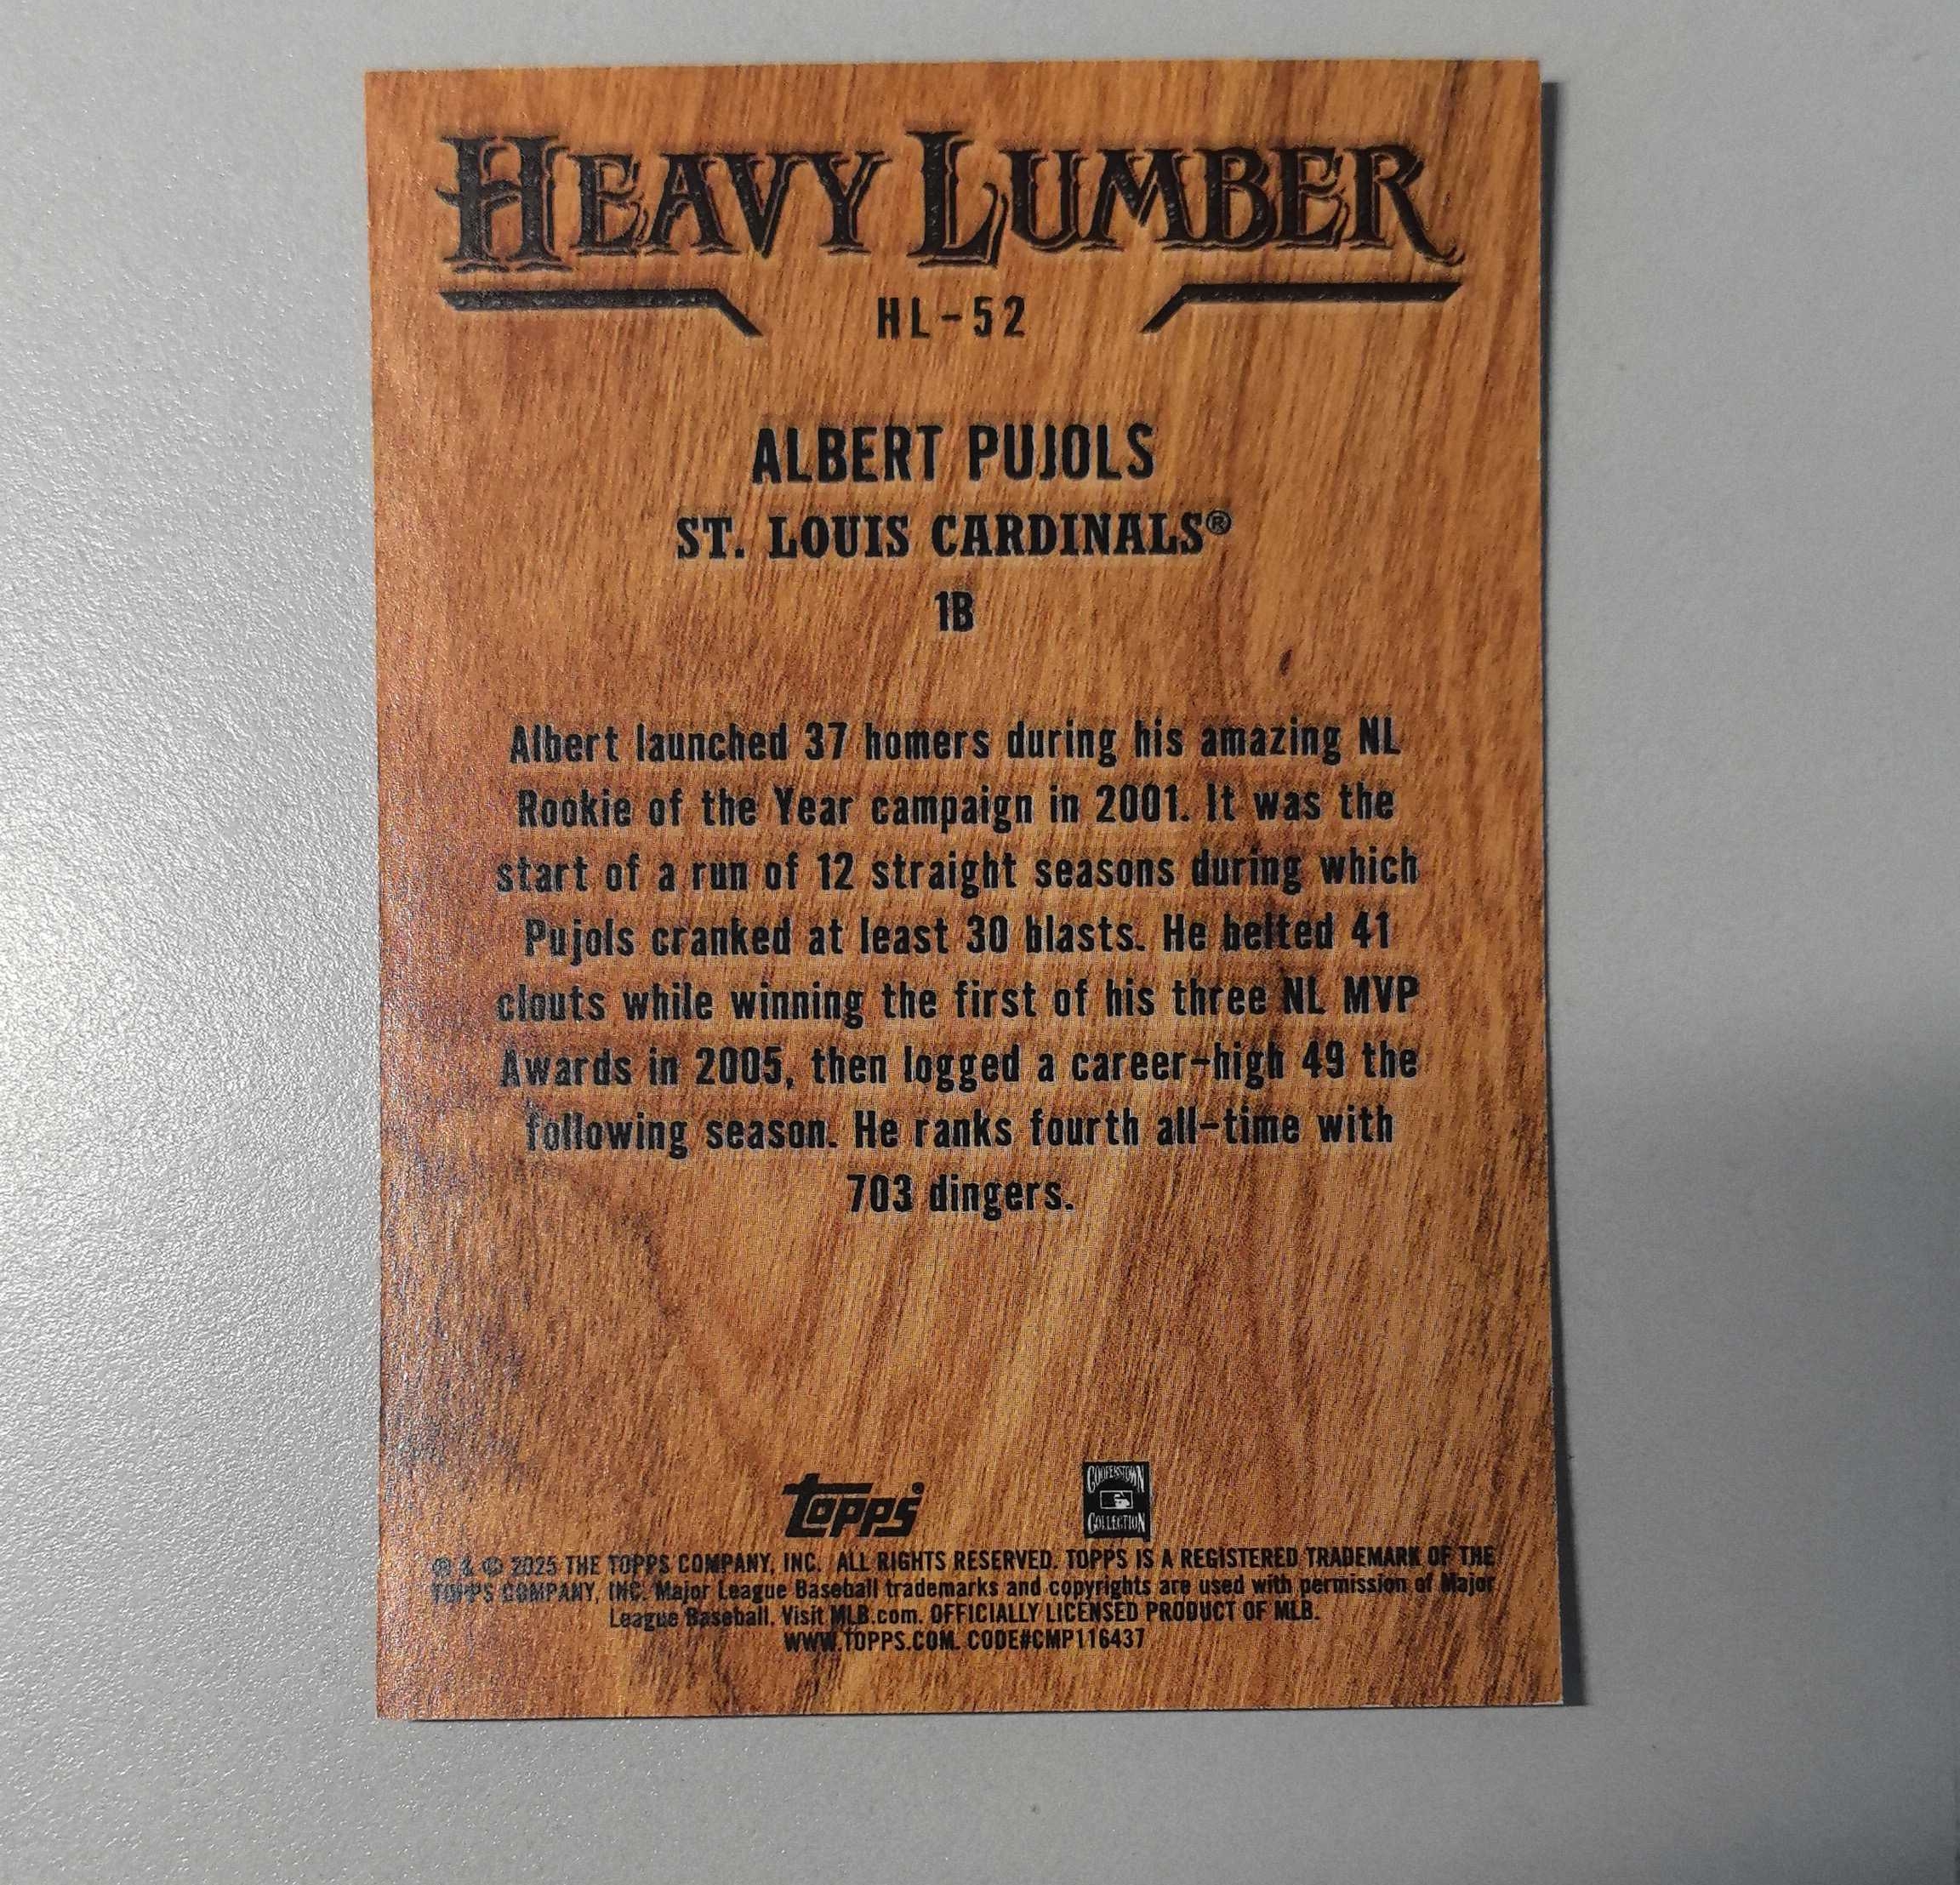 HEAVY LUMBER
HL-52
ALBERT PUJOLS
ST. LOUIS CARDINALS®
1B
Albert launched 37 homers during his amazing NL
Rookie of the Year campaign in 2001. It was the
start of a run of 12 straight seasons during which
Pujols cranked at least 30 blasts. He belted 41
clouts while winning the first of his three NL MVP
Awards in 2005, then logged a career-high 49 the
following season. He ranks fourth all-time with
703 dingers.
topps
COOPERSTOWN
COLLECTION
® & © 2025 THE TOPPS COMPANY, INC. ALL RIGHTS RESERVED. TOPPS IS A REGISTERED TRADEMARK OF THE
TOPPS COMPANY, INC. Major League Baseball trademarks and copyrights are used with permission of Major
League Baseball. Visit MLB.com. OFFICIALLY LICENSED PRODUCT OF MLB.
WWW.TOPPS.COM. CODE#CMP116437